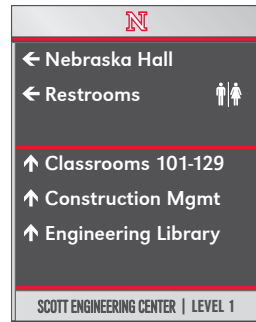 N
← Nebraska Hall
← Restrooms
↑ Classrooms 101-129
↑ Construction Mgmt
↑ Engineering Library
SCOTT ENGINEERING CENTER | LEVEL 1